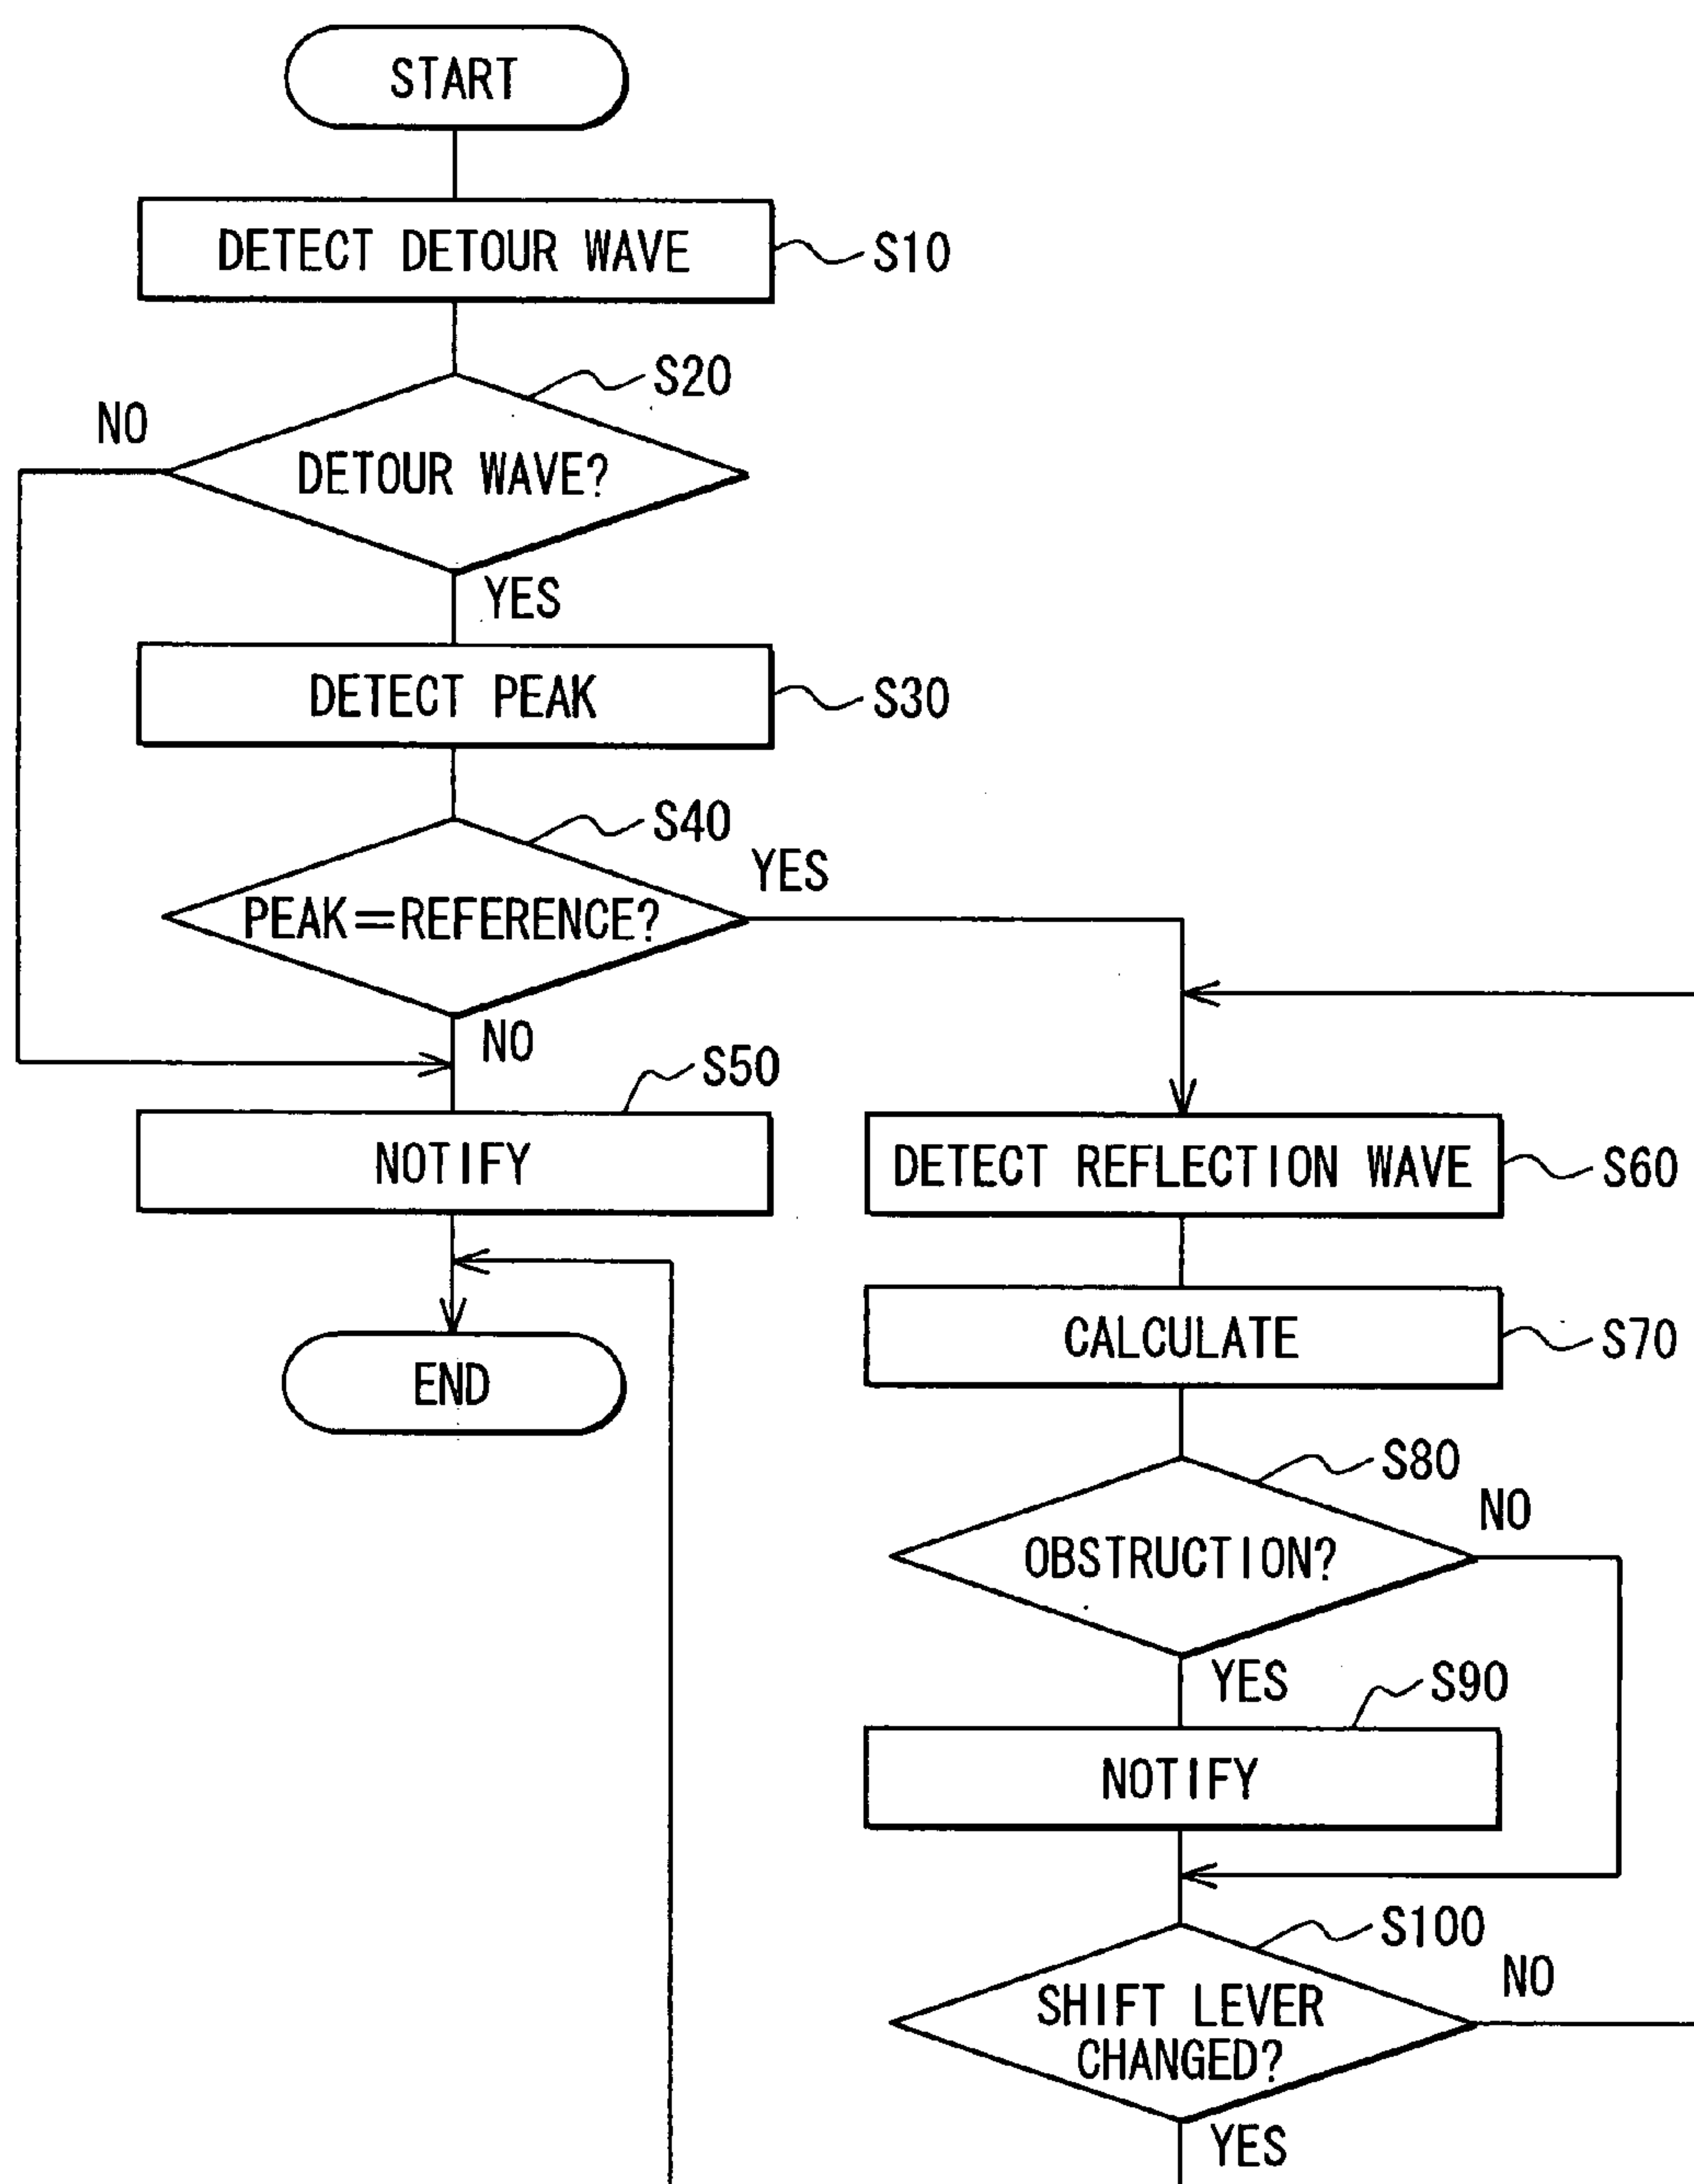 START
DETECT DETOUR WAVE
S10
S20
NO
DETOUR WAVE?
YES
DETECT PEAK
S30
S40
YES
PEAK=REFERENCE?
NO
S50
NOTIFY
DETECT REFLECTION WAVE
S60
CALCULATE
S70
END
S80
NO
OBSTRUCTION?
YES
S90
NOTIFY
S100
NO
SHIFT LEVER
CHANGED?
YES